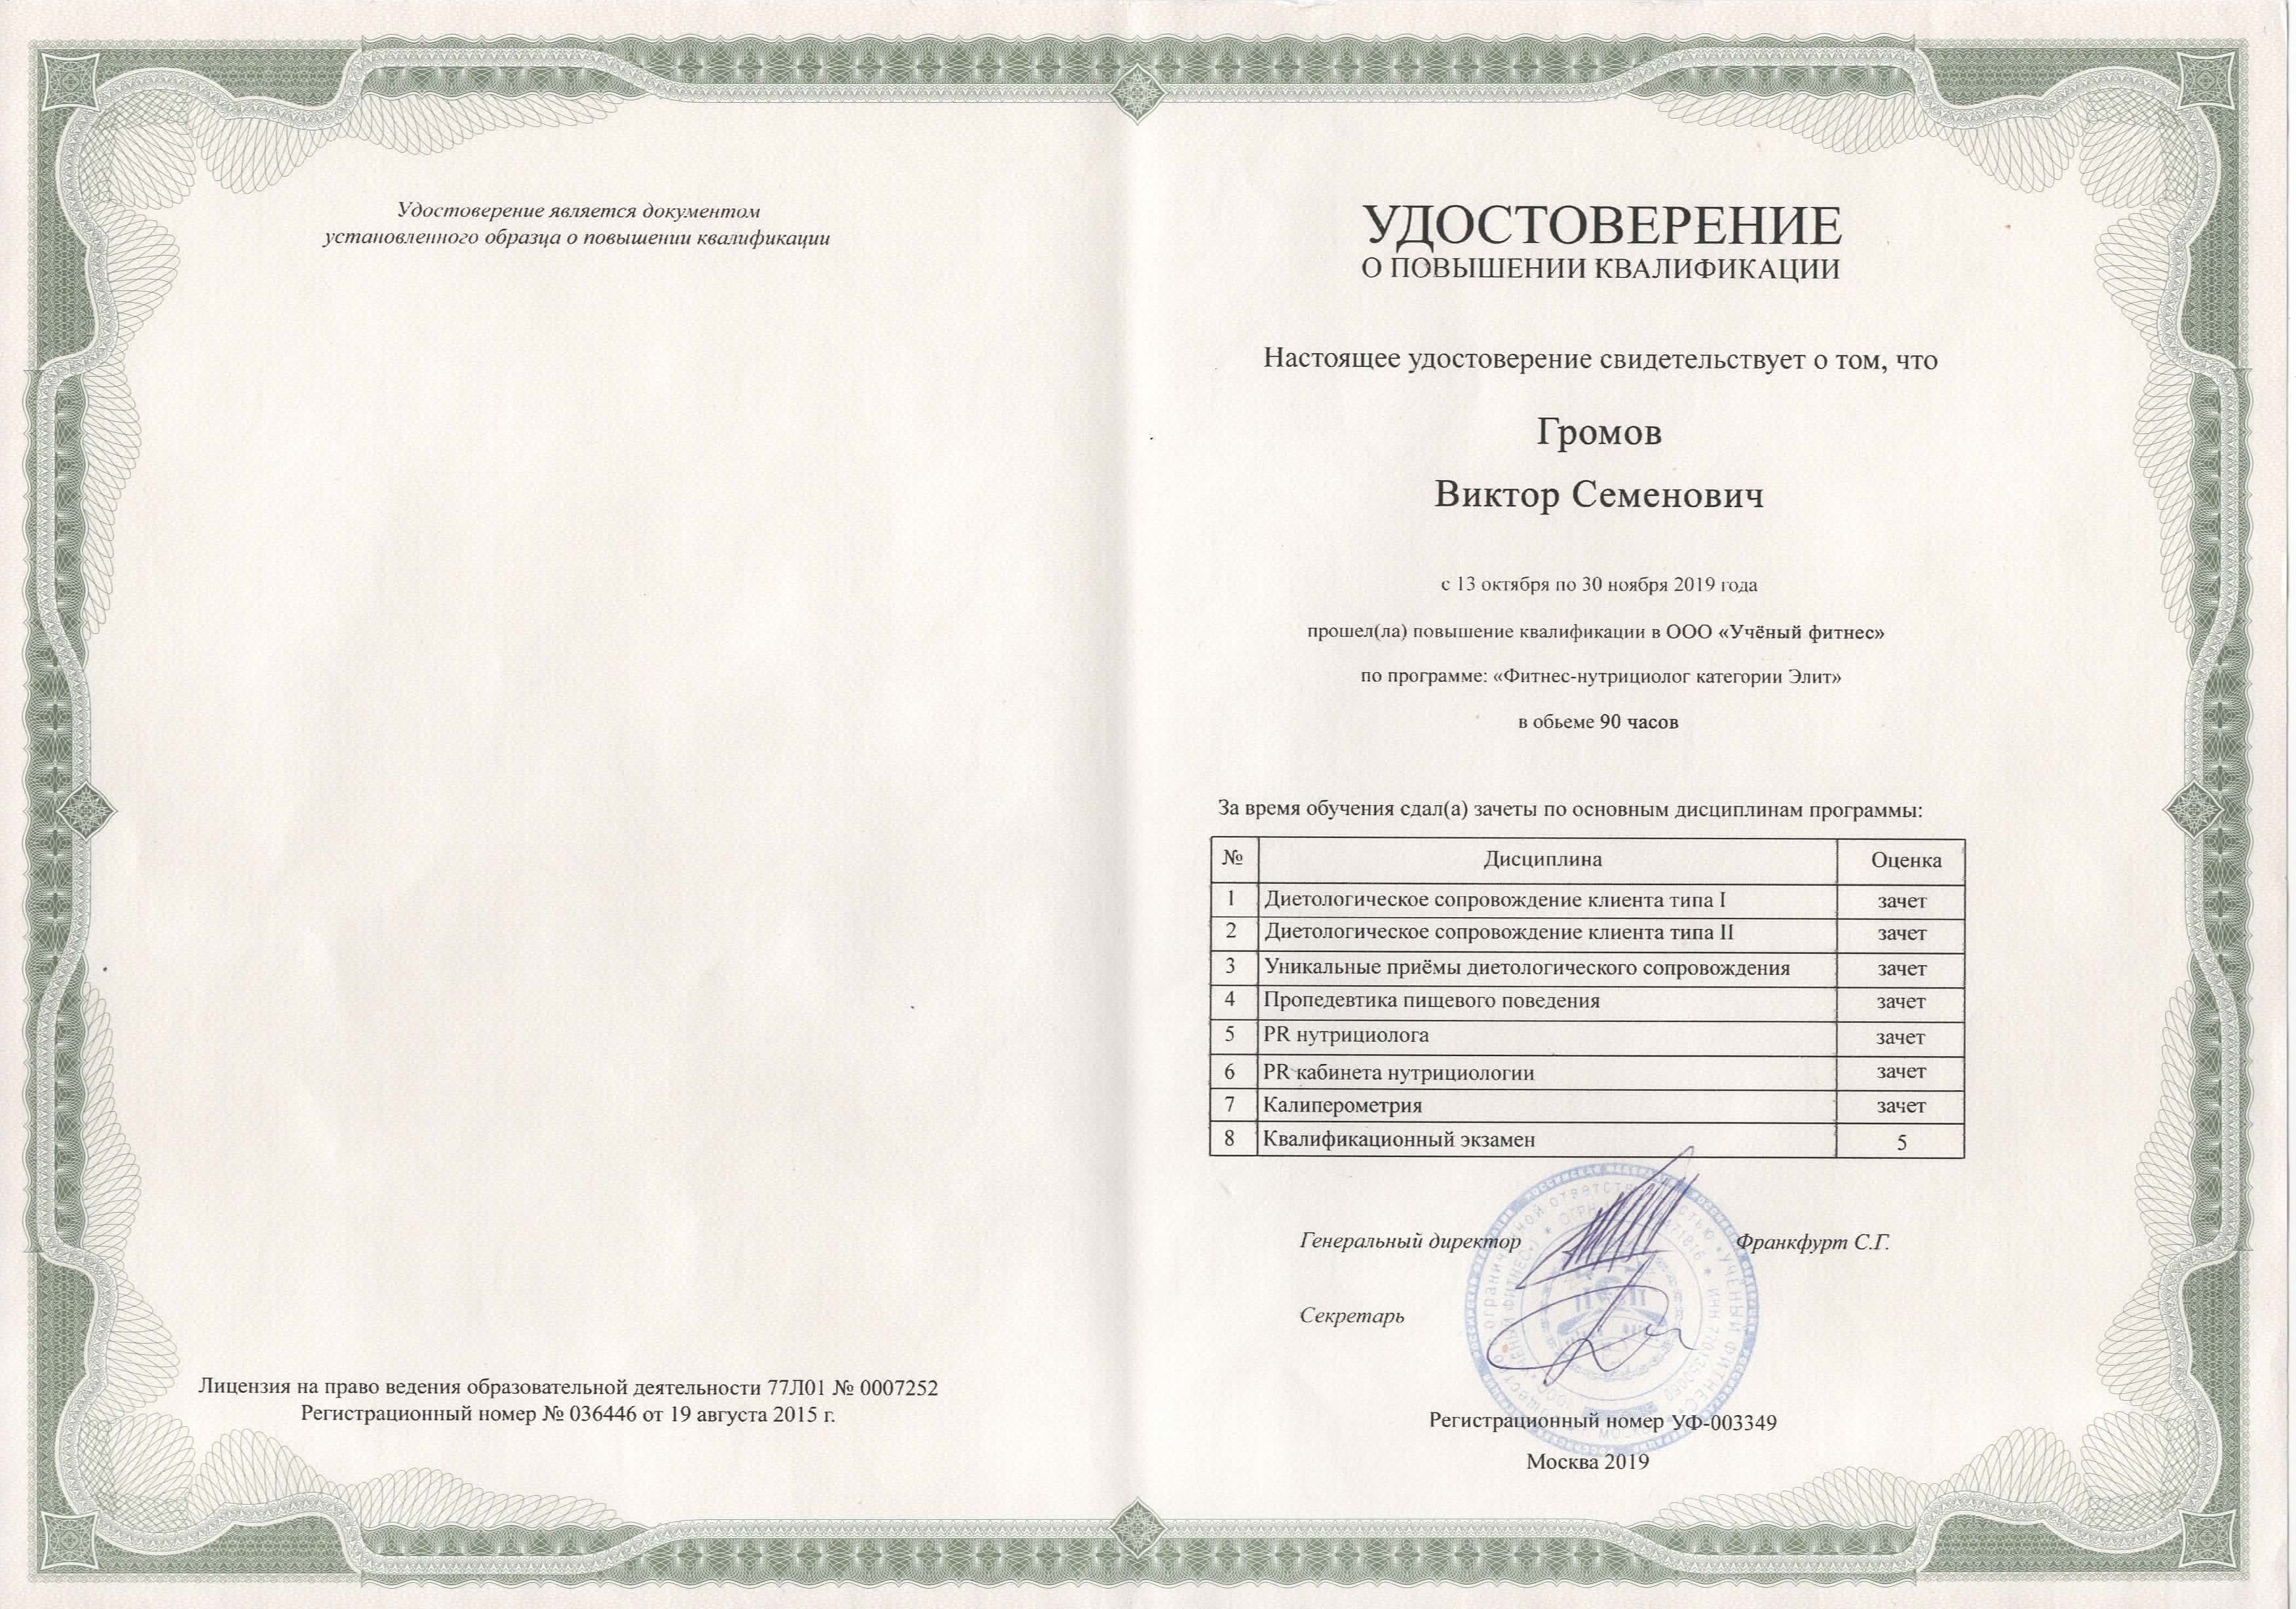 Удостоверение является документом
установленного образца о повышении квалификации
Лицензия на право ведения образовательной деятельности 77Л01 № 0007252
Регистрационный номер № 036446 от 19 августа 2015 г.
УДОСТОВЕРЕНИЕ
О ПОВЫШЕНИИ КВАЛИФИКАЦИИ
Настоящее удостоверение свидетельствует о том, что
Громов
Виктор Семенович
с 13 октября по 30 ноября 2019 года
прошел(ла) повышение квалификации в ООО «Учёный фитнес»
по программе: «Фитнес-нутрициолог категории Элит»
в обьеме 90 часов
За время обучения сдал(а) зачеты по основным дисциплинам программы:
№ Дисциплина Оценка
1 Диетологическое сопровождение клиента типа I зачет
2 Диетологическое сопровождение клиента типа II зачет
3 Уникальные приёмы диетологического сопровождения зачет
4 Пропедевтика пищевого поведения зачет
5 PR нутрициолога зачет
6 PR кабинета нутрициологии зачет
7 Калиперометрия зачет
8 Квалификационный экзамен 5
Генеральный директор Франкфурт С.Г.
Секретарь
Регистрационный номер УФ-003349
Москва 2019